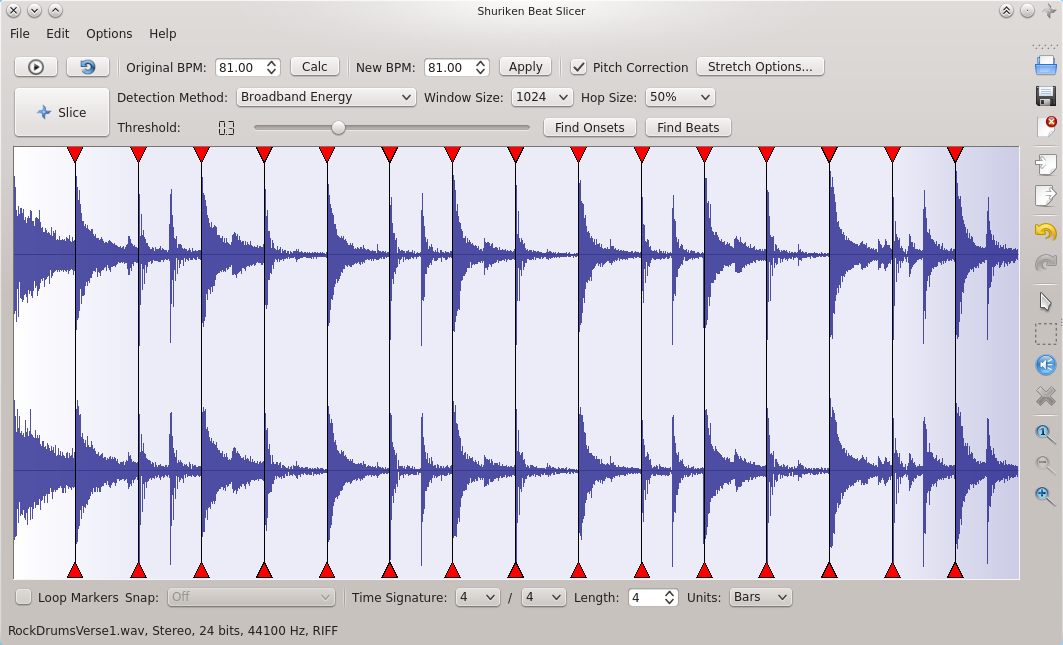 Shuriken Beat Slicer
File Edit Options Help
Original BPM: 81.00 Calc New BPM: 81.00 Apply Pitch Correction Stretch Options...
Slice
Detection Method: Broadband Energy Window Size: 1024 Hop Size: 50%
Threshold: Find Onsets Find Beats
Loop Markers Snap: Off Time Signature: 4 / 4 Length: 4 Units: Bars
RockDrumsVerse1.wav, Stereo, 24 bits, 44100 Hz, RIFF